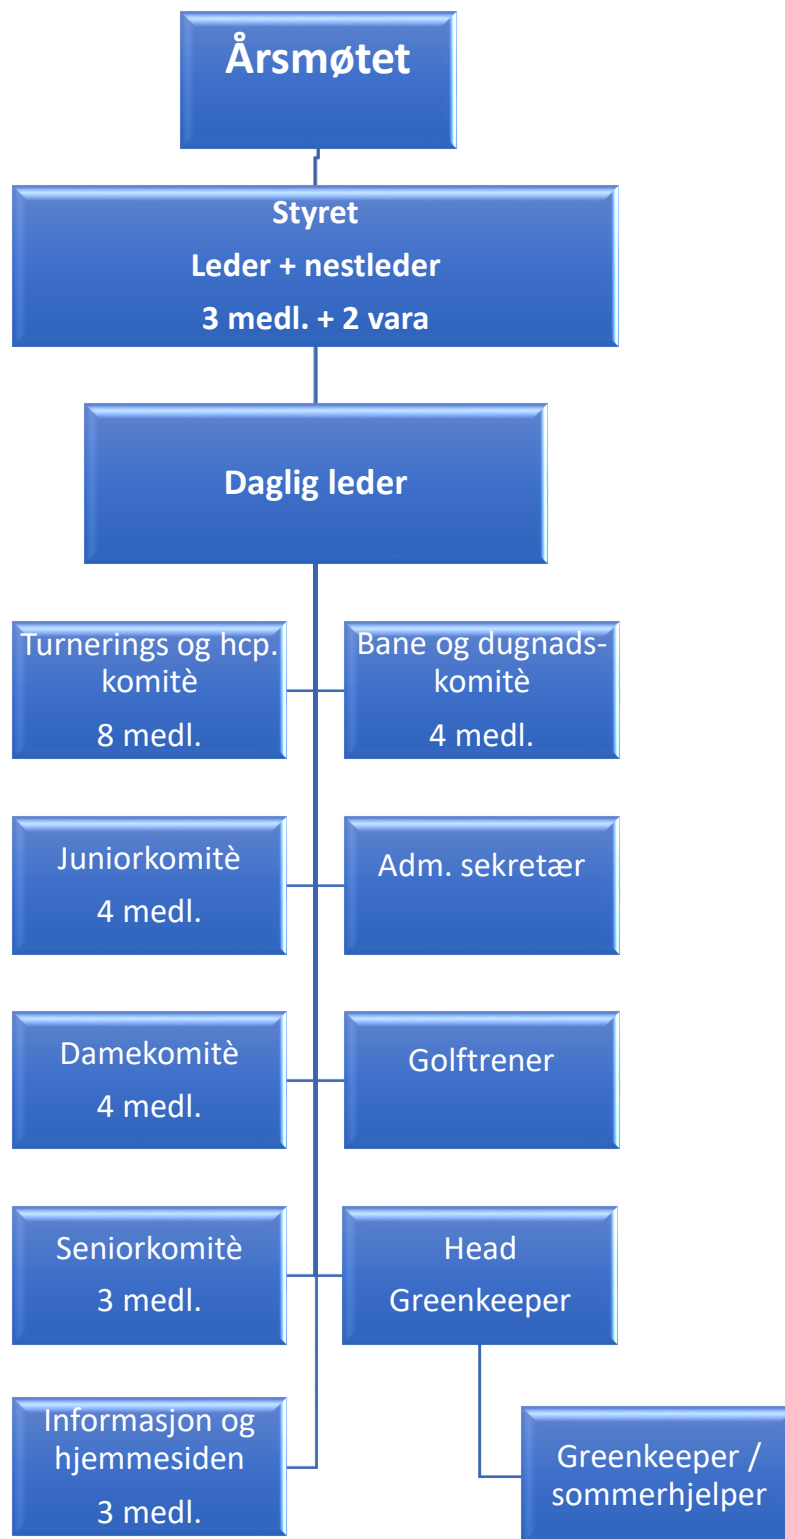 Årsmøtet
Styret
Leder + nestleder
3 medl. + 2 vara
Daglig leder
Turnerings og hcp.
komitè
8 medl.
Bane og dugnads-
komitè
4 medl.
Juniorkomitè
4 medl.
Adm. sekretær
Damekomitè
4 medl.
Golftrener
Seniorkomitè
3 medl.
Head
Greenkeeper
Informasjon og
hjemmesiden
3 medl.
Greenkeeper /
sommerhjelper